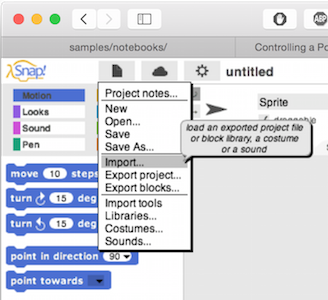 ABP
samples/notebooks/
Controlling a Po
Snap!
untitled
Motion
Looks
Sound
Pen
Project notes...
New
Open...
Save
Save As...
Import...
Export project...
Export blocks...
Import tools
Libraries...
Costumes...
Sounds...
Sprite
load an exported project file
or block library, a costume
or a sound
move 10 steps
turn 15 deg
turn 15 deg
point in direction 90
point towards